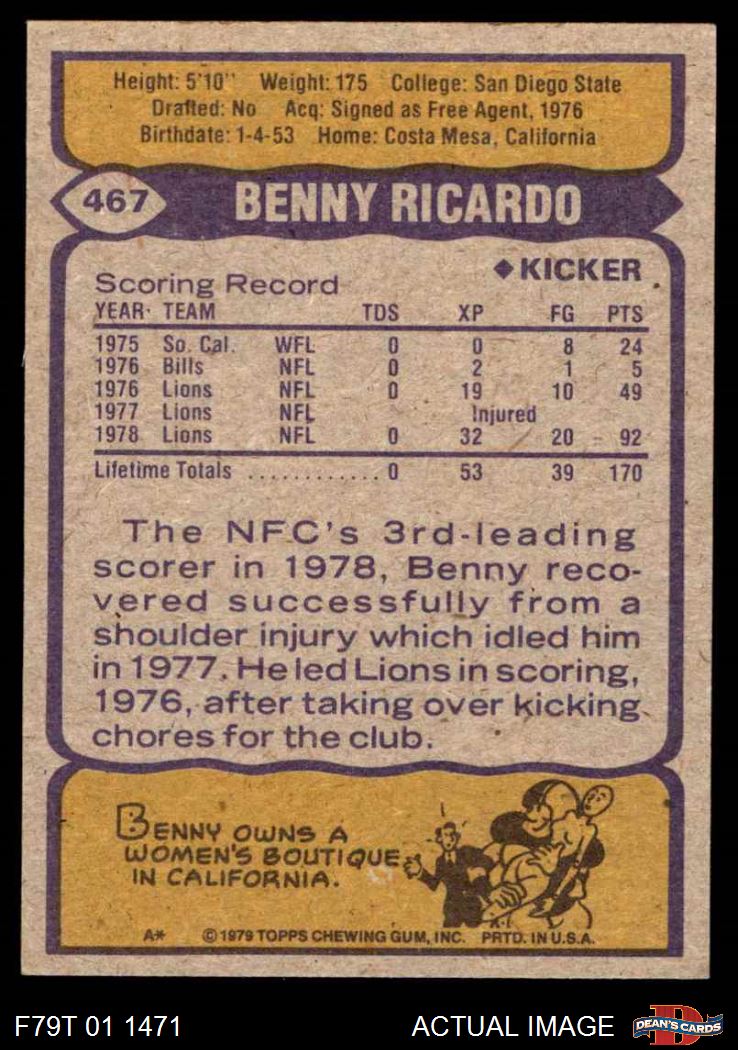 Height: 5'10" Weight: 175 College: San Diego State
Drafted: No Acq: Signed as Free Agent, 1976
Birthdate: 1-4-53 Home: Costa Mesa, California
467 BENNY RICARDO
◆KICKER
Scoring Record
YEAR TEAM TDS XP FG PTS
1975 So. Cal. WFL 0 0 8 24
1976 Bills NFL 0 2 1 5
1976 Lions NFL 0 19 10 49
1977 Lions NFL Injured
1978 Lions NFL 0 32 20 92
Lifetime Totals ............ 0 53 39 170
The NFC's 3rd-leading
scorer in 1978, Benny reco-
vered successfully from a
shoulder injury which idled him
in 1977. He led Lions in scoring,
1976, after taking over kicking
chores for the club.
BENNY OWNS A
WOMEN'S BOUTIQUE
IN CALIFORNIA.
A* ©1979 TOPPS CHEWING GUM, INC. PRTD. IN U.S.A.
F79T 01 1471 ACTUAL IMAGE DEAN'S CARDS